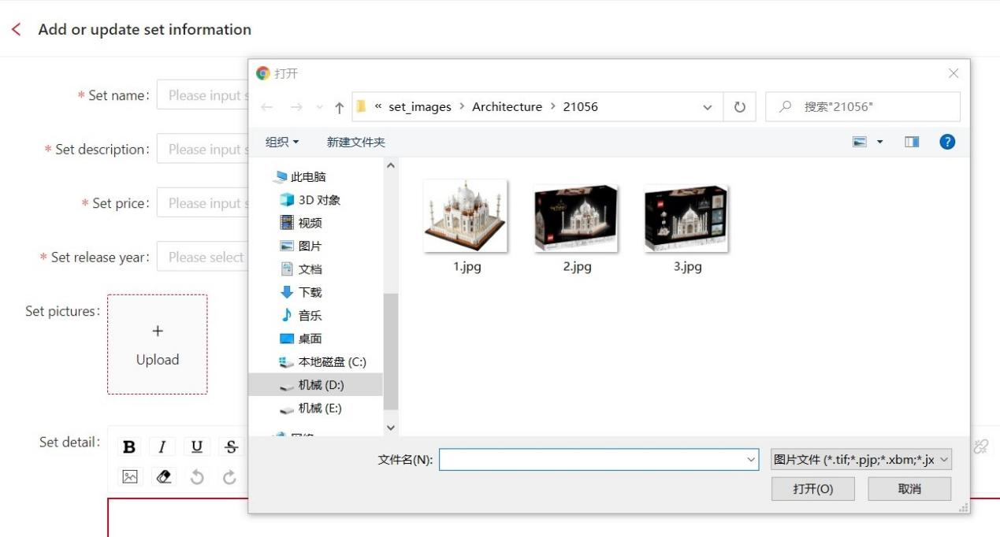 Add or update set information
* Set name:
Please input s
* Set description:
Please input s
* Set price:
Please input s
* Set release year:
Please select
Set pictures:
+
Upload
Set detail:
B I U S
打开
« set_images > Architecture > 21056
搜索"21056"
组织
新建文件夹
?
此电脑
3D 对象
视频
图片
文档
下载
音乐
桌面
本地磁盘 (C:)
机械 (D:)
机械 (E:)
1.jpg
2.jpg
3.jpg
文件名(N):
图片文件 (*.tif;*.pjp;*.xbm;*.jx
打开(O)
取消